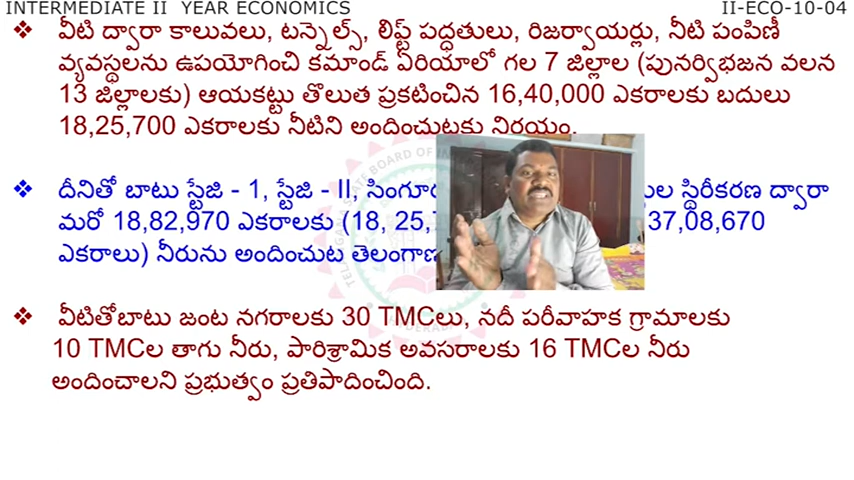 INTERMEDIATE II YEAR ECONOMICS II-ECO-10-04
❖ వీటి ద్వారా కాలువలు, టన్నెల్స్, లిఫ్ట్ పద్ధతులు, రిజర్వాయర్లు, నీటి పంపిణీ
వ్యవస్థలను ఉపయోగించి కమాండ్ ఏరియాలో గల 7 జిల్లాల (పునర్విభజన వలన
13 జిల్లాలకు) ఆయకట్టు తొలుత ప్రకటించిన 16,40,000 ఎకరాలకు బదులు
18,25,700 ఎకరాలకు నీటిని అందించుటకు నిర్ణయం.
❖ దీనితో బాటు స్టేజి - 1, స్టేజి - II, స్థిరీకరణ ద్వారా
మరో 18,82,970 ఎకరాలకు (18, 25, 37,08,670
ఎకరాలు) నీరును అందించుట
❖ వీటితోబాటు జంట నగరాలకు 30 TMCలు, నదీ పరీవాహక గ్రామాలకు
10 TMCల తాగు నీరు, పారిశ్రామిక అవసరాలకు 16 TMCల నీరు
అందించాలని ప్రభుత్వం ప్రతిపాదించింది.